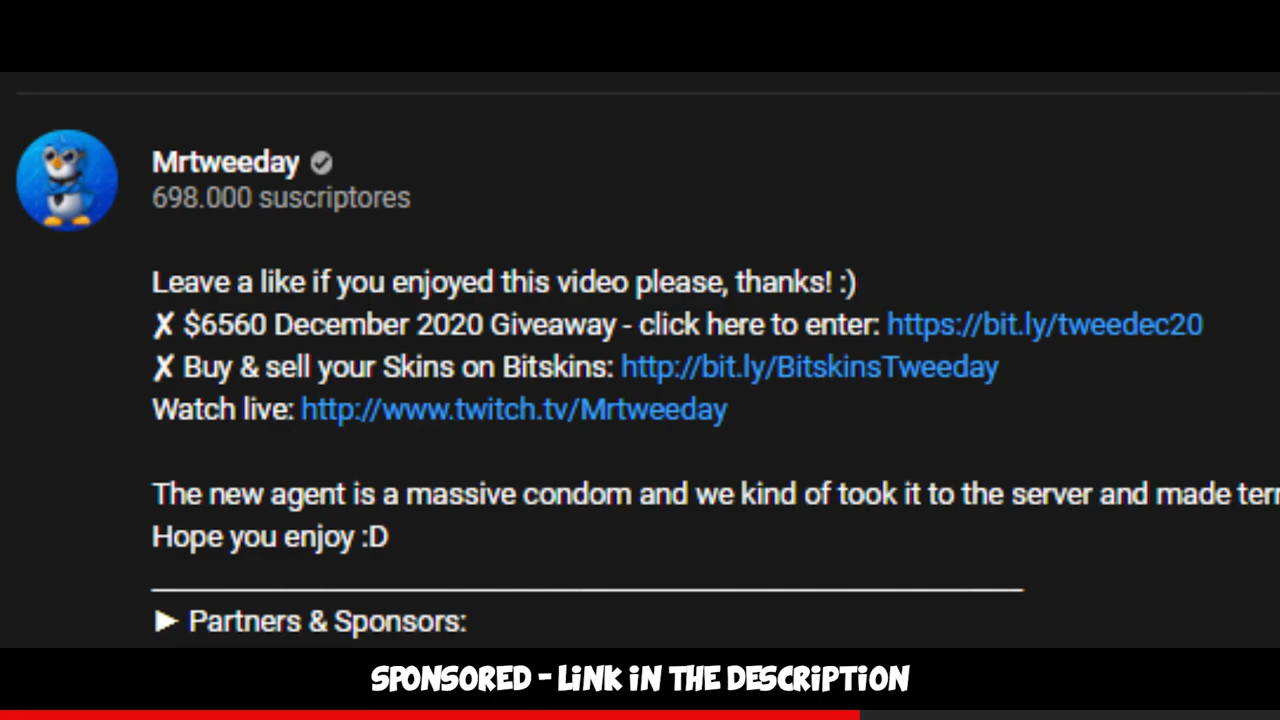 Mrtweeday
698.000 suscriptores
Leave a like if you enjoyed this video please, thanks! :)
✗ $6560 December 2020 Giveaway - click here to enter: https://bit.ly/tweedec20
✗ Buy & sell your Skins on Bitskins: http://bit.ly/BitskinsTweeday
Watch live: http://www.twitch.tv/Mrtweeday
The new agent is a massive condom and we kind of took it to the server and made
Hope you enjoy :D
► Partners & Sponsors:
SPONSORED - LINK IN THE DESCRIPTION